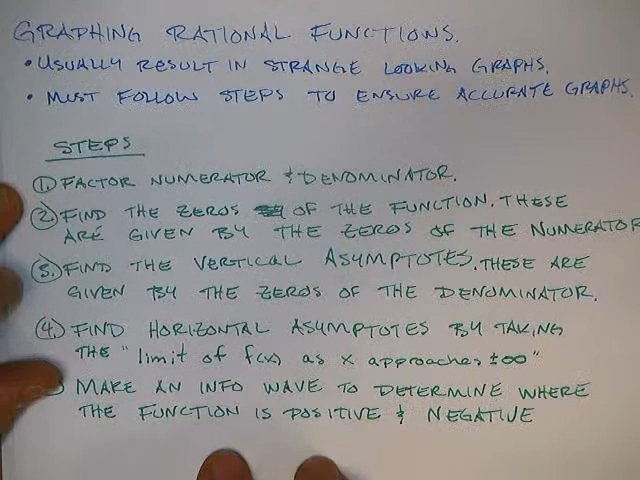 GRAPHING RATIONAL FUNCTIONS.
• USUALLY RESULT IN STRANGE LOOKING GRAPHS.
• MUST FOLLOW STEPS TO ENSURE ACCURATE GRAPHS.
STEPS
1. FACTOR NUMERATOR & DENOMINATOR.
2. FIND THE ZEROS OF THE FUNCTION. THESE
ARE GIVEN BY THE ZEROS OF THE NUMERATOR
3. FIND THE VERTICAL ASYMPTOTES. THESE ARE
GIVEN BY THE ZEROS OF THE DENOMINATOR.
4. FIND HORIZONTAL ASYMPTOTES BY TAKING
THE "limit of f(x) as x approaches ±∞"
MAKE AN INFO WAVE TO DETERMINE WHERE
THE FUNCTION IS POSITIVE & NEGATIVE